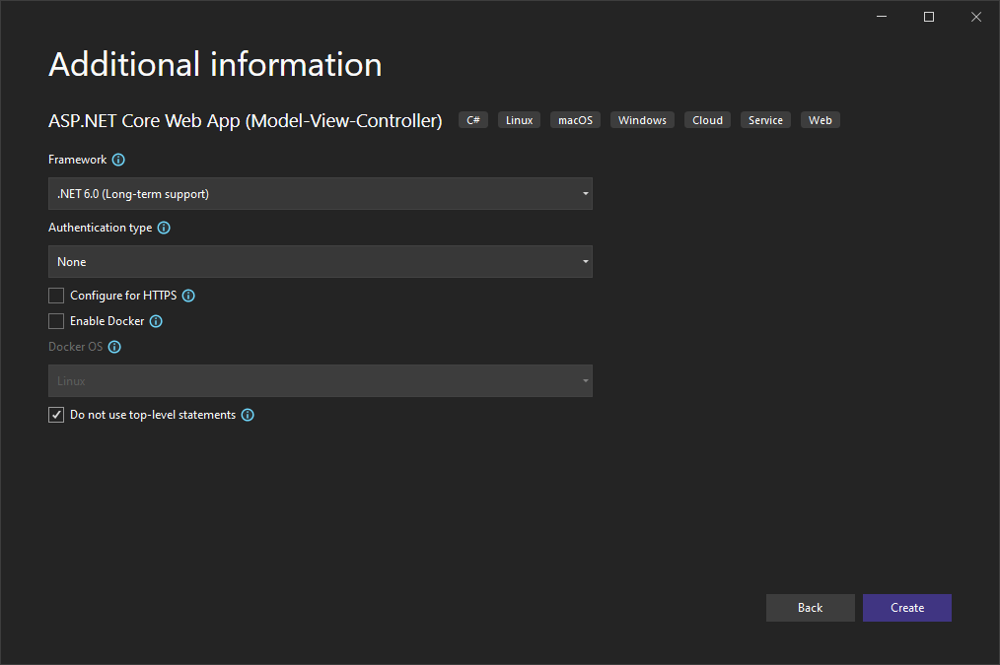 Additional information
ASP.NET Core Web App (Model-View-Controller) C# Linux macOS Windows Cloud Service Web
Framework
.NET 6.0 (Long-term support)
Authentication type
None
Configure for HTTPS
Enable Docker
Docker OS
Linux
Do not use top-level statements
Back Create